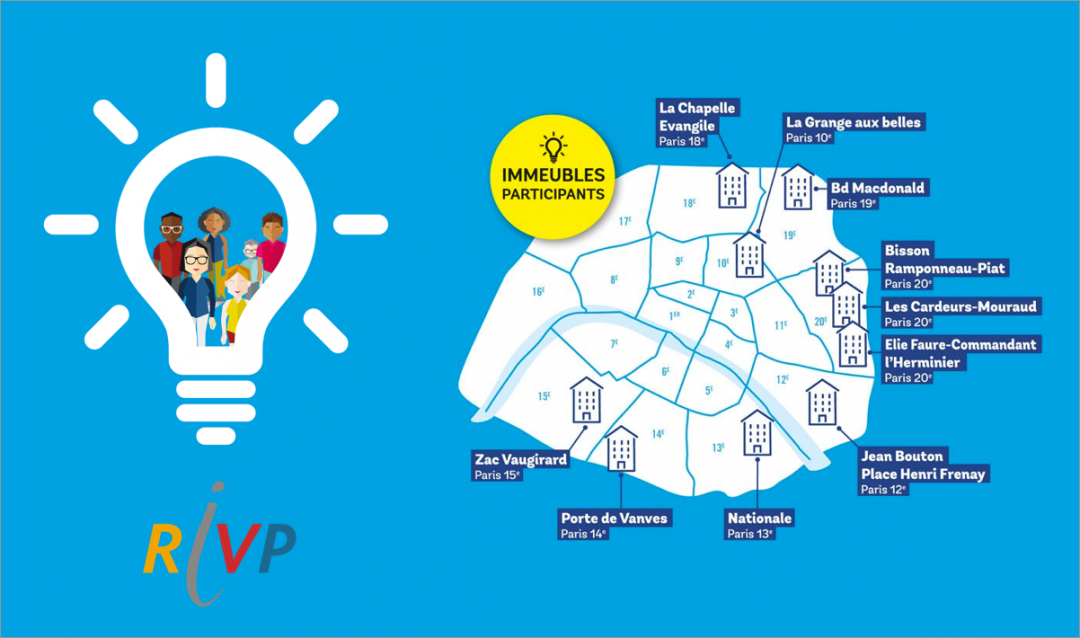 IMMEUBLES
PARTICIPANTS
La Chapelle
Evangile
Paris 18ᵉ
La Grange aux belles
Paris 10ᵉ
Bd Macdonald
Paris 19ᵉ
Bisson
Ramponneau-Piat
Paris 20ᵉ
Les Cardeurs-Mouraud
Paris 20ᵉ
Elie Faure-Commandant
l'Herminier
Paris 20ᵉ
Jean Bouton
Place Henri Frenay
Paris 12ᵉ
Nationale
Paris 13ᵉ
Porte de Vanves
Paris 14ᵉ
Zac Vaugirard
Paris 15ᵉ
18ᴱ
17ᴱ
19ᴱ
9ᴱ
10ᴱ
8ᴱ
16ᴱ
2ᴱ
1ᴱᴿ
3ᴱ
11ᴱ
20ᴱ
7ᴱ
4ᴱ
6ᴱ
5ᴱ
12ᴱ
15ᴱ
14ᴱ
13ᴱ
RiVP